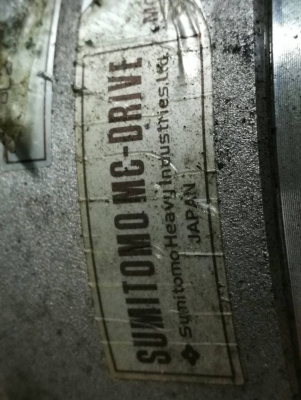 SUMITOMO MC-DRIVE
Sumitomo Heavy Industries, Ltd.
JAPAN